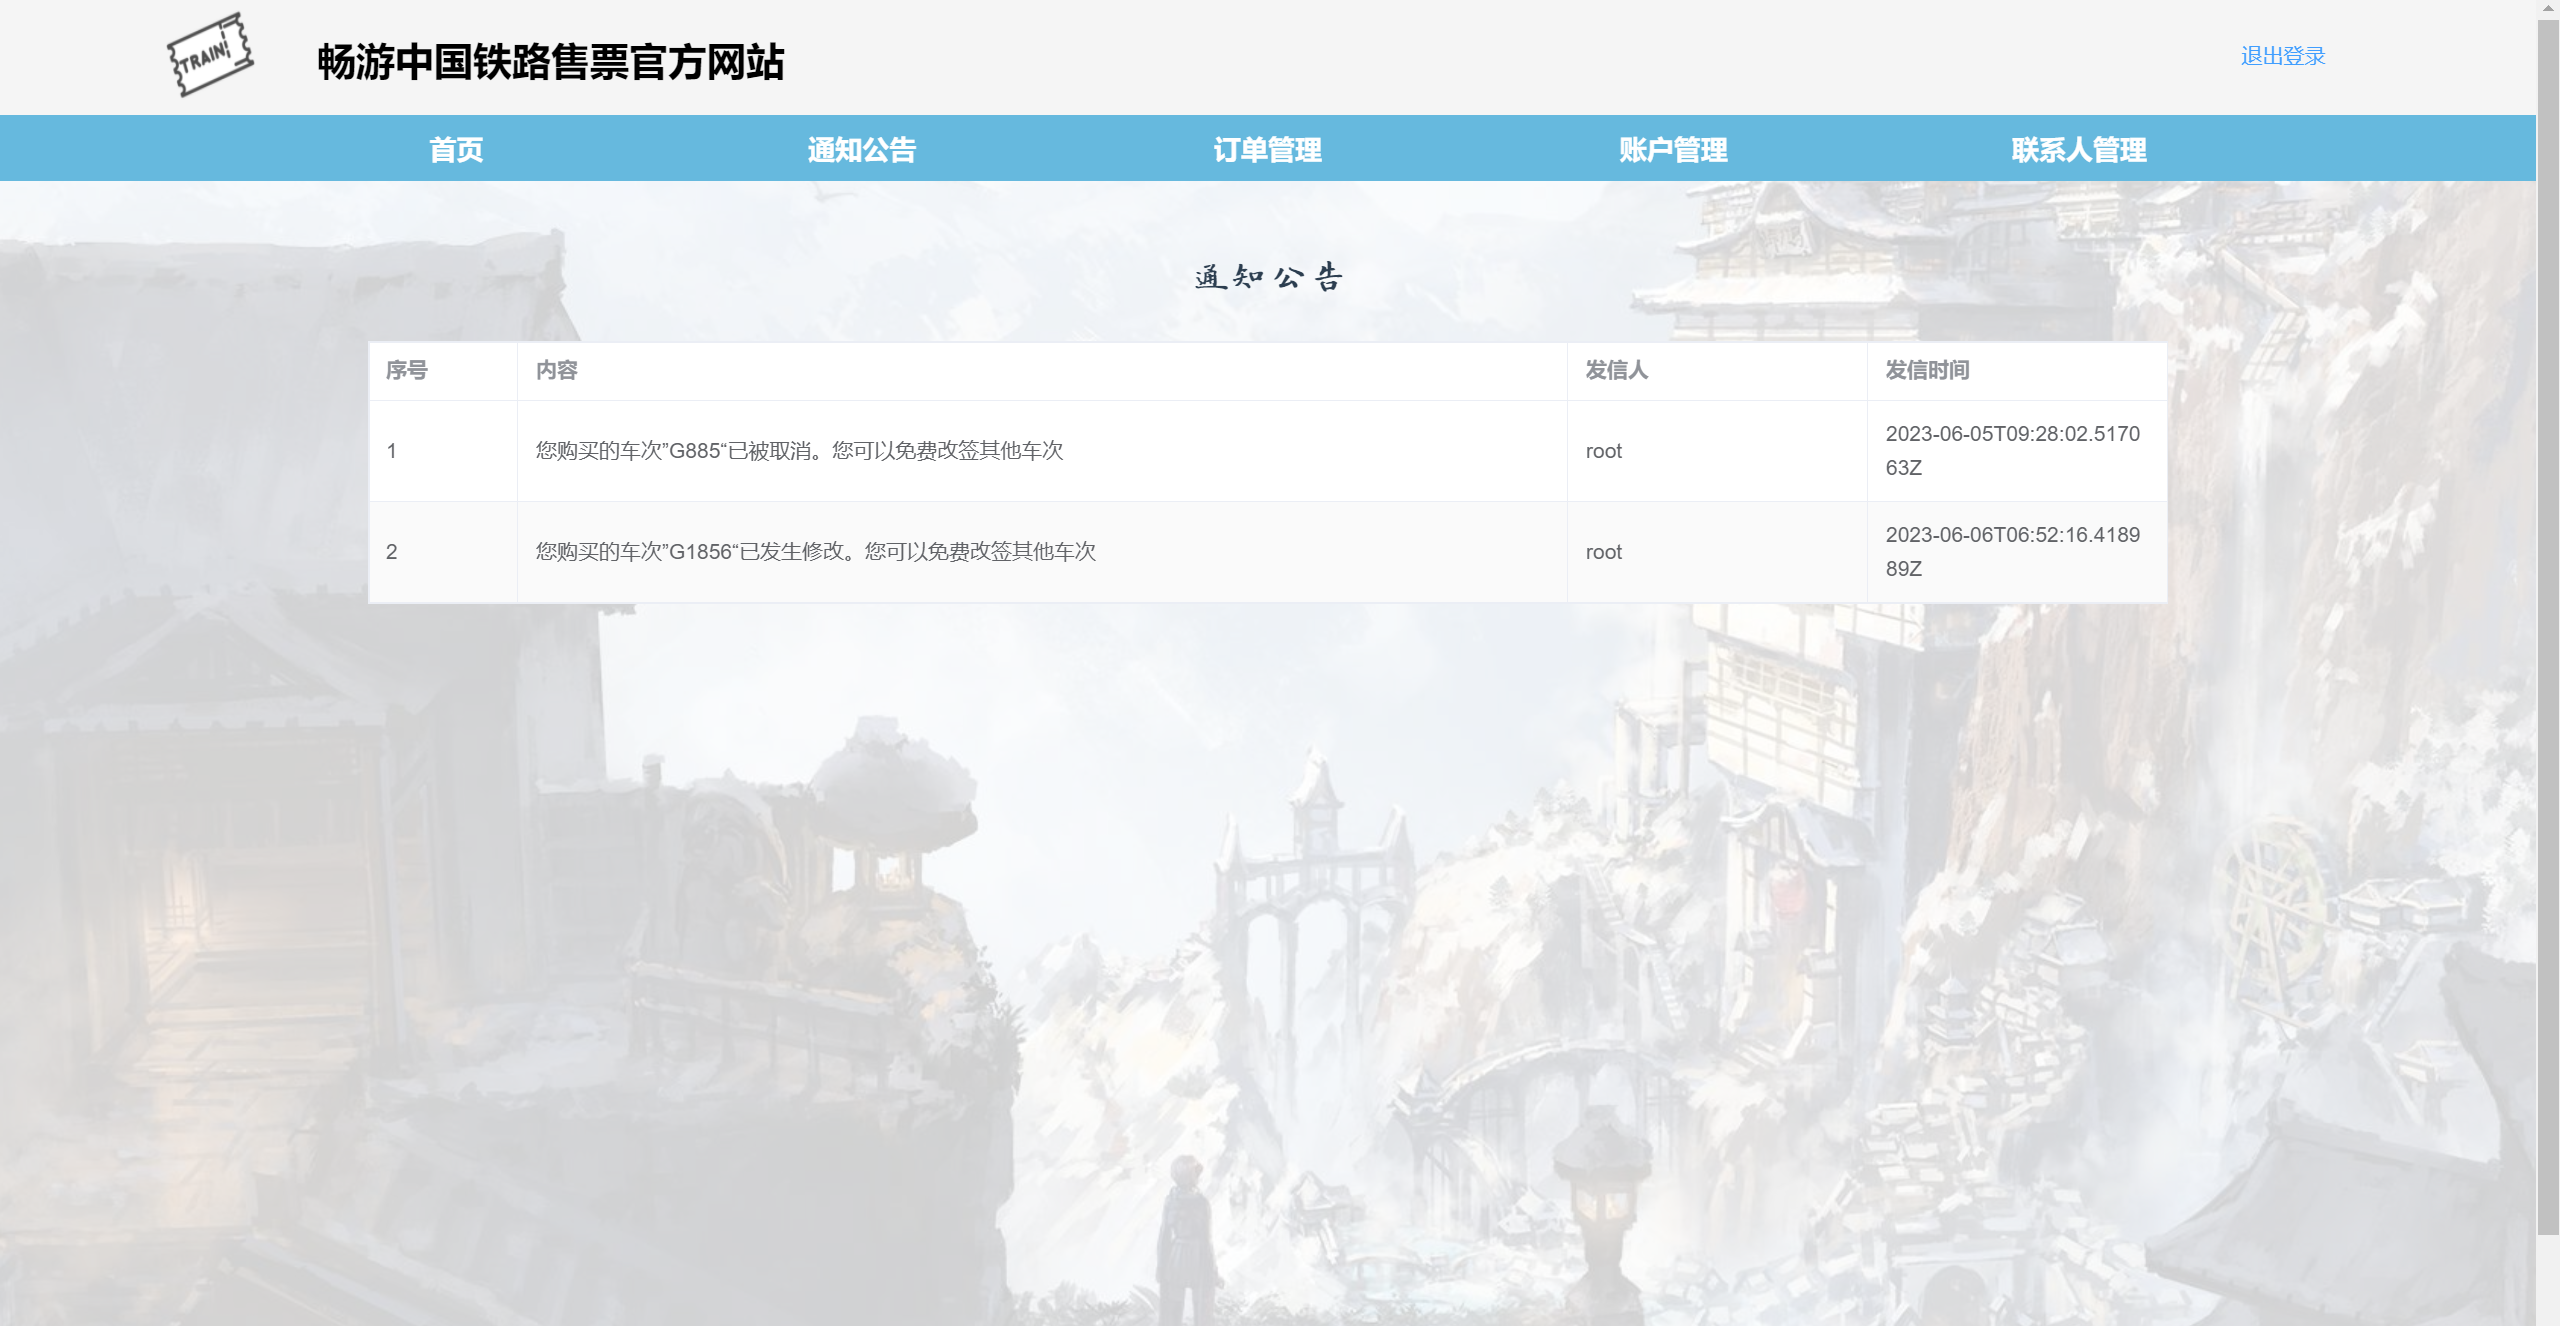 TRAIN!
畅游中国铁路售票官方网站
退出登录
首页 通知公告 订单管理 账户管理 联系人管理
通知公告
序号 内容 发信人 发信时间
1 您购买的车次”G885“已被取消。您可以免费改签其他车次 root 2023-06-05T09:28:02.5170
63Z
2 您购买的车次”G1856“已发生修改。您可以免费改签其他车次 root 2023-06-06T06:52:16.4189
89Z